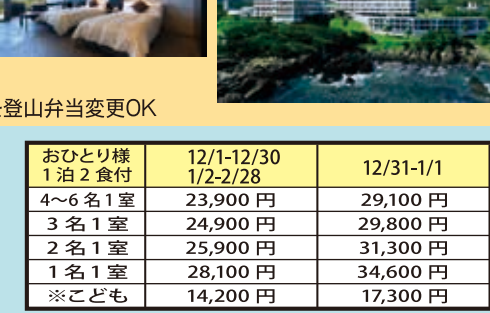 登山弁当変更OK
おひとり様
1泊2食付 12/1-12/30
1/2-2/28 12/31-1/1
4〜6名1室 23,900円 29,100円
3名1室 24,900円 29,800円
2名1室 25,900円 31,300円
1名1室 28,100円 34,600円
※こども 14,200円 17,300円